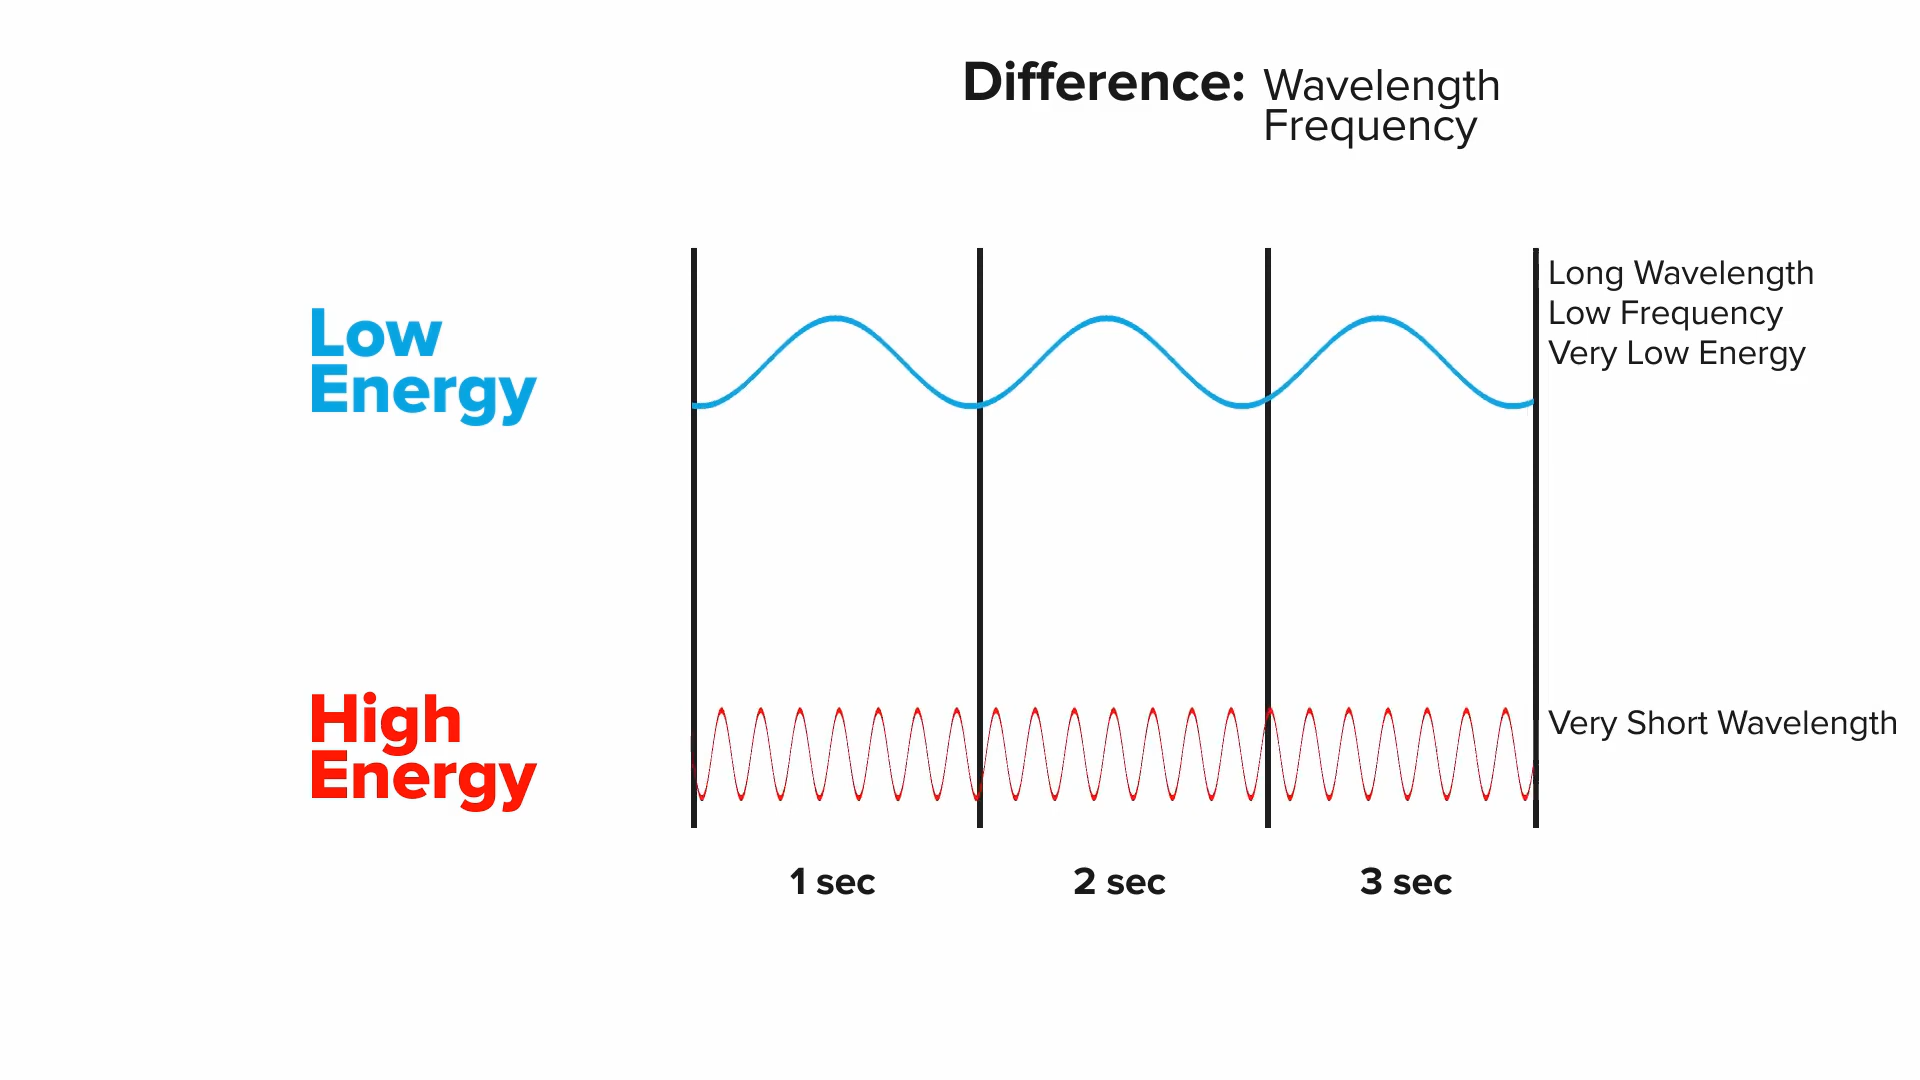 Difference: Wavelength
Frequency
Low
Energy
Long Wavelength
Low Frequency
Very Low Energy
High
Energy
Very Short Wavelength
1 sec
2 sec
3 sec